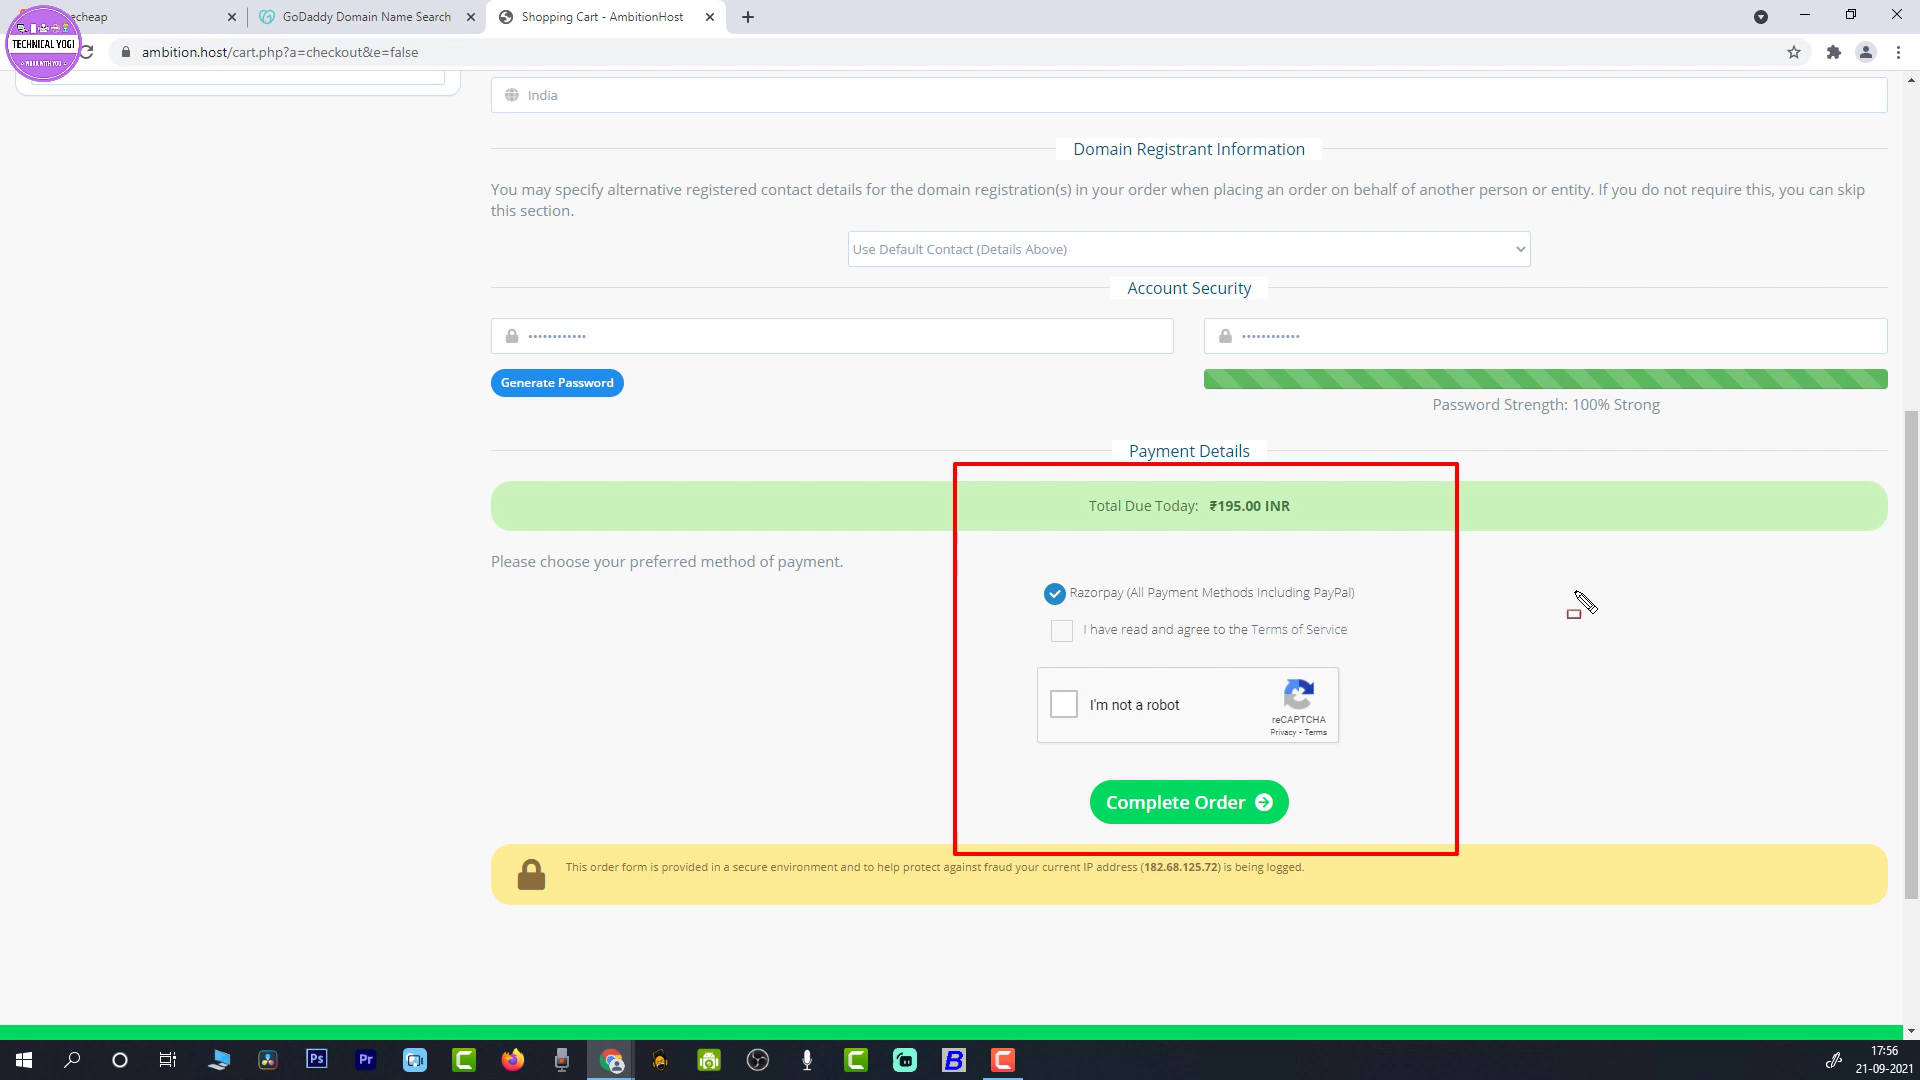 echeap
GoDaddy Domain Name Search
Shopping Cart - AmbitionHost
TECHNICAL YOGI
WORK WITH YOU
ambition.host/cart.php?a=checkout&e=false
India
Domain Registrant Information
You may specify alternative registered contact details for the domain registration(s) in your order when placing an order on behalf of another person or entity. If you do not require this, you can skip
this section.
Use Default Contact (Details Above)
Account Security
••••••••••••
••••••••••••
Generate Password
Password Strength: 100% Strong
Payment Details
Total Due Today: ₹195.00 INR
Please choose your preferred method of payment.
Razorpay (All Payment Methods Including PayPal)
I have read and agree to the Terms of Service
I'm not a robot
reCAPTCHA
Privacy - Terms
Complete Order
This order form is provided in a secure environment and to help protect against fraud your current IP address (182.68.125.72) is being logged.
Ps
Pr
B
17:56
21-09-2021